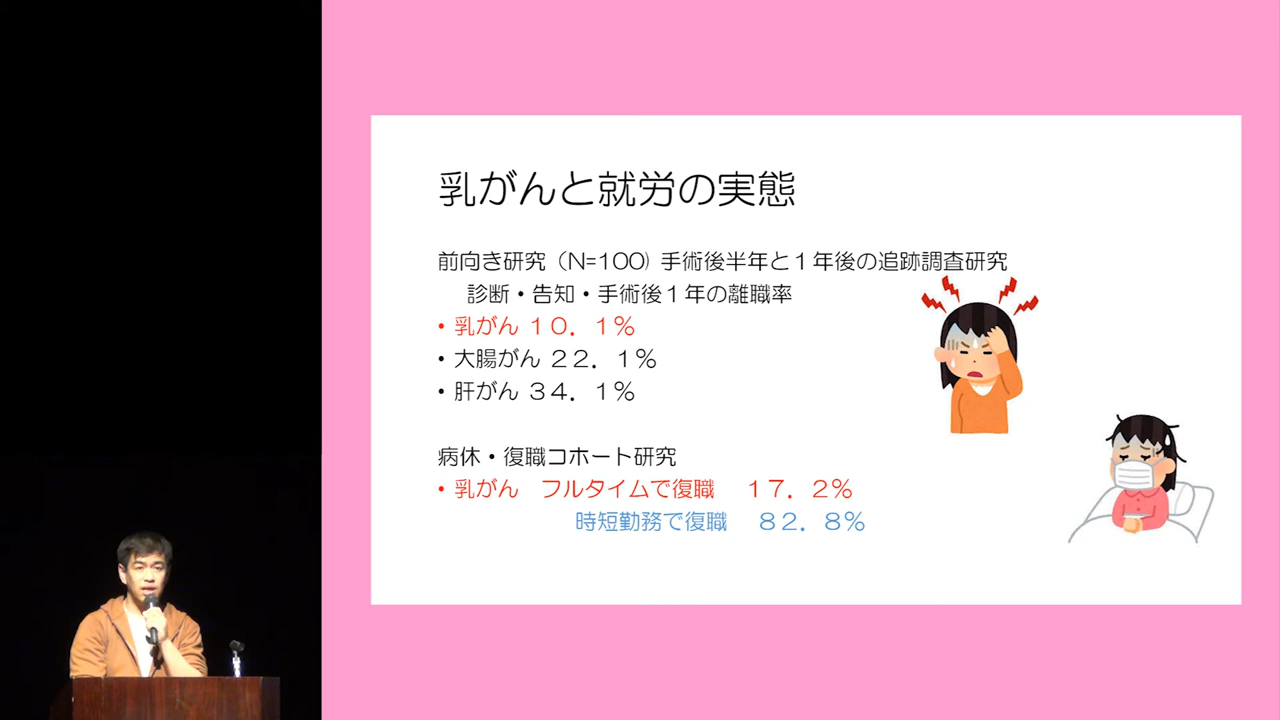 乳がんと就労の実態
前向き研究（N=100）手術後半年と１年後の追跡調査研究
診断・告知・手術後１年の離職率
• 乳がん １０．１％
• 大腸がん ２２．１％
• 肝がん ３４．１％
病休・復職コホート研究
• 乳がん　フルタイムで復職　１７．２％
時短勤務で復職　８２．８％